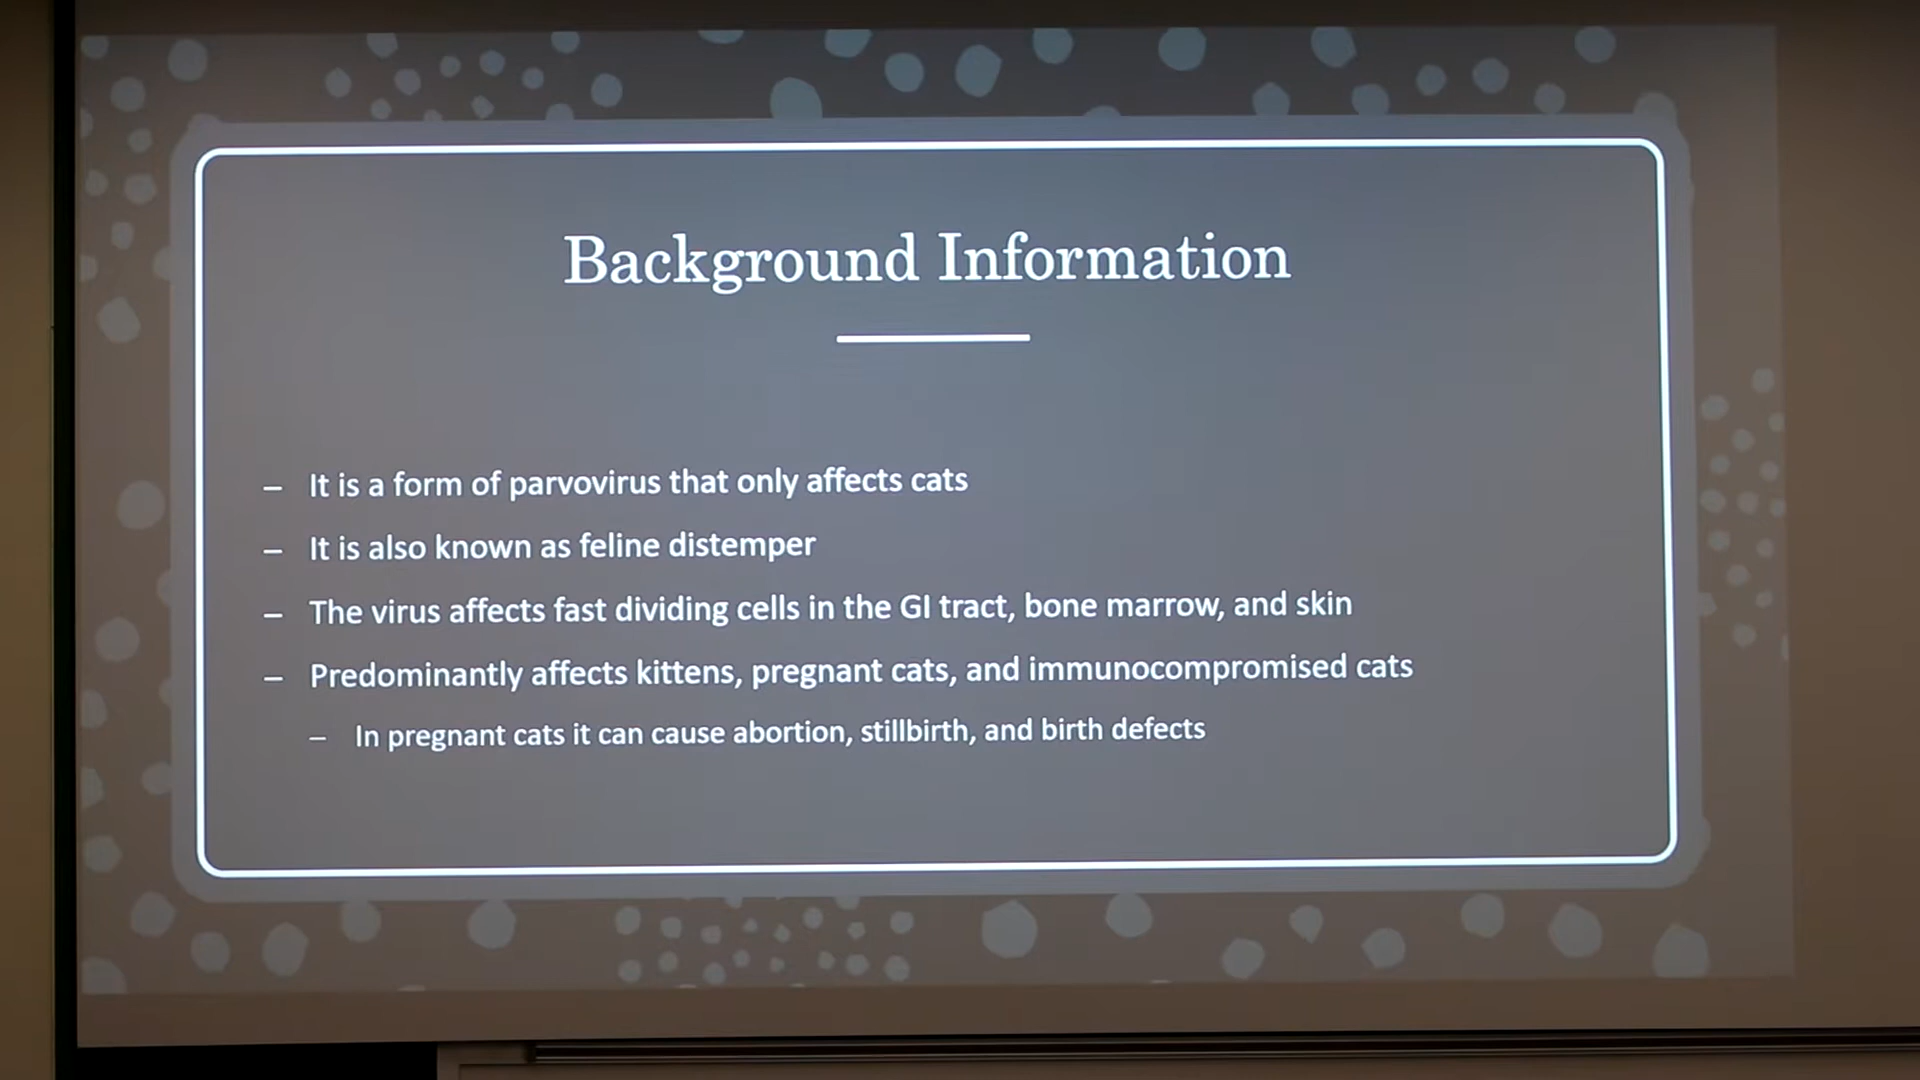 Background Information
– It is a form of parvovirus that only affects cats
– It is also known as feline distemper
– The virus affects fast dividing cells in the GI tract, bone marrow, and skin
– Predominantly affects kittens, pregnant cats, and immunocompromised cats
– In pregnant cats it can cause abortion, stillbirth, and birth defects